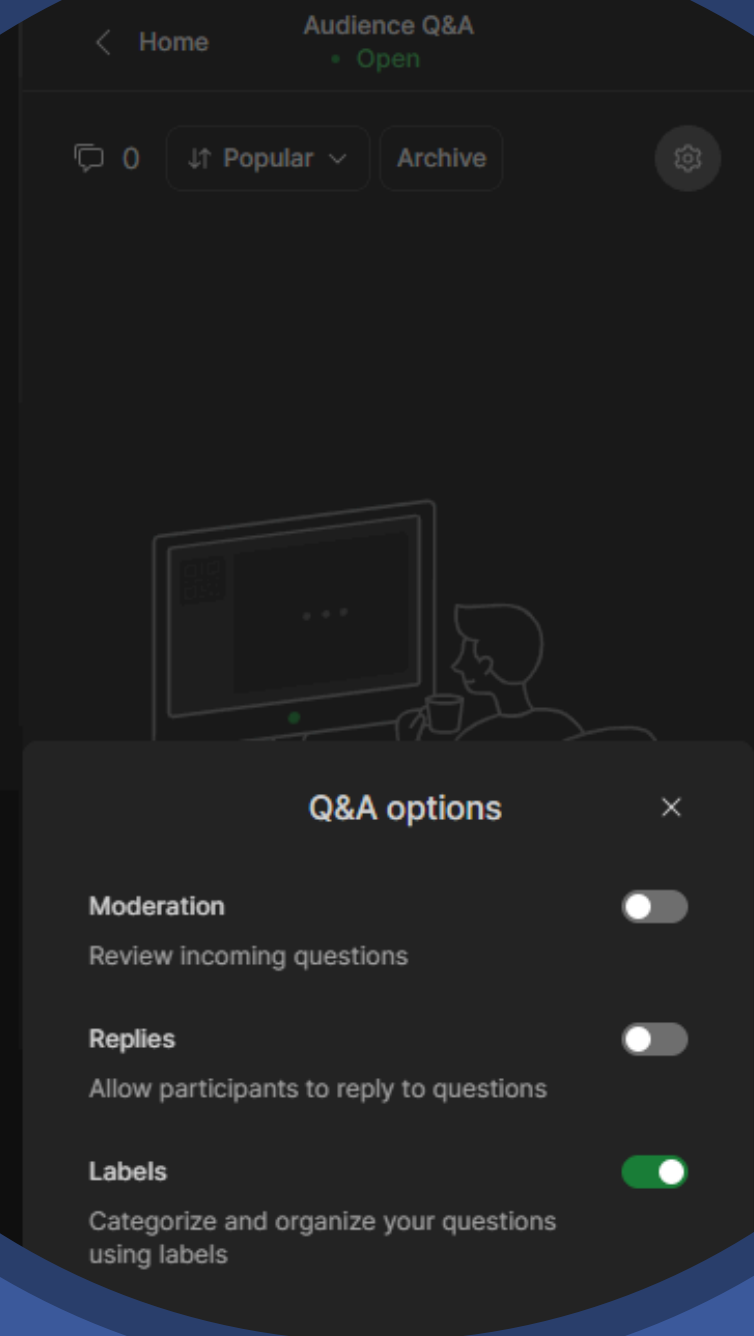 Home
Audience Q&A
Open
0
Popular
Archive
Q&A options
Moderation
Review incoming questions
Replies
Allow participants to reply to questions
Labels
Categorize and organize your questions
using labels